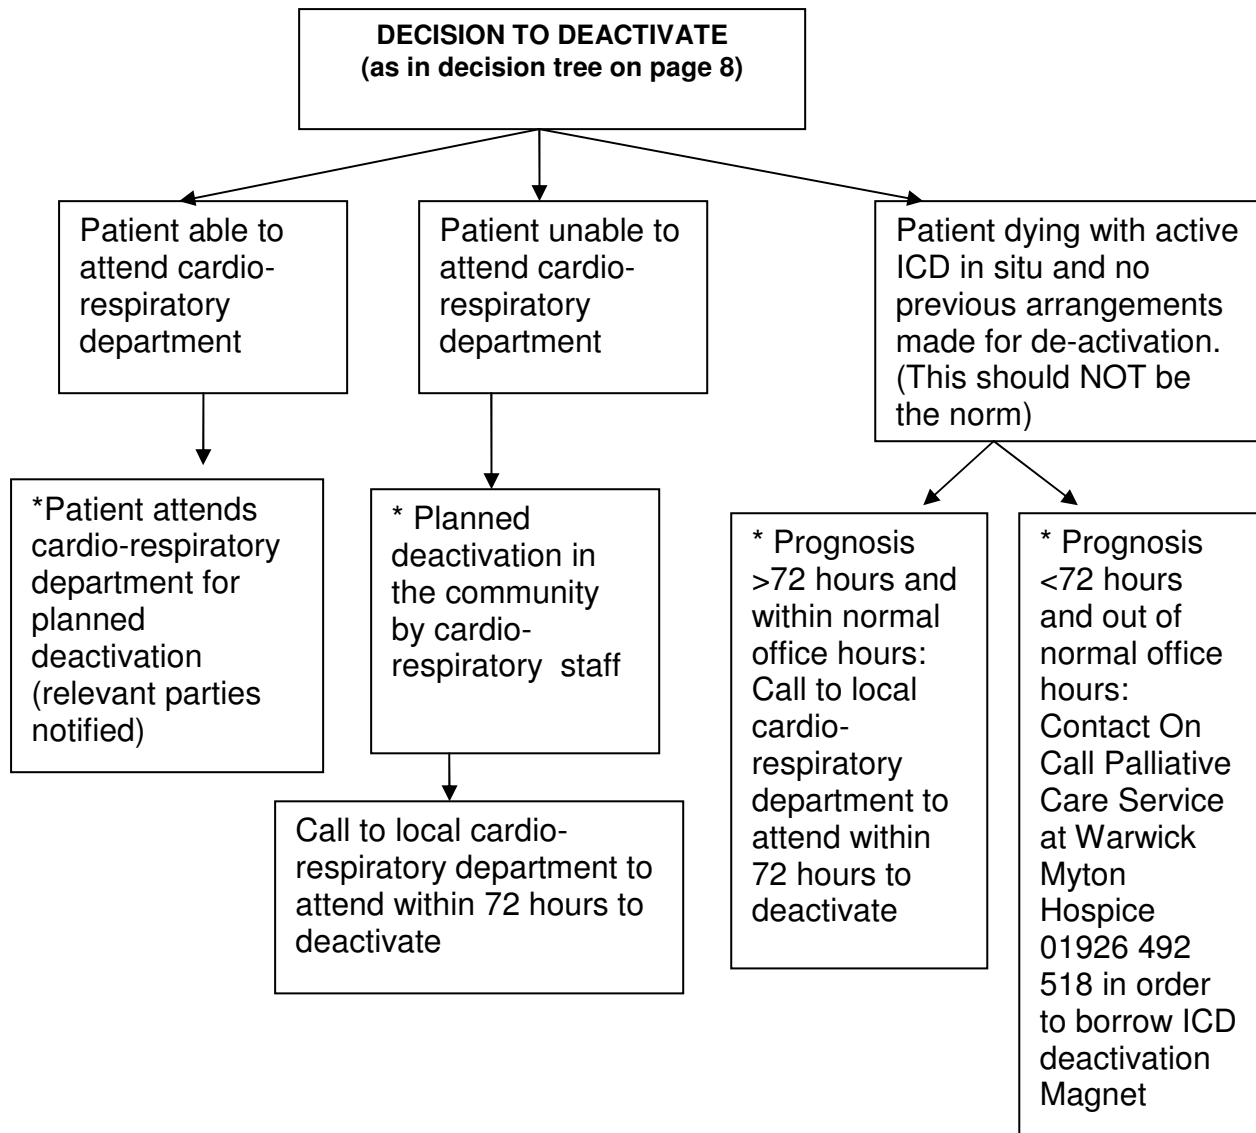 DECISION TO DEACTIVATE
(as in decision tree on page 8)
Patient able to
attend cardio-
respiratory
department
Patient unable to
attend cardio-
respiratory
department
Patient dying with active
ICD in situ and no
previous arrangements
made for de-activation.
(This should NOT be
the norm)
*Patient attends
cardio-respiratory
department for
planned
deactivation
(relevant parties
notified)
* Planned
deactivation in
the community
by cardio-
respiratory  staff
Call to local cardio-
respiratory department to
attend within 72 hours to
deactivate
* Prognosis
>72 hours and
within normal
office hours:
Call to local
cardio-
respiratory
department to
attend within
72 hours to
deactivate
* Prognosis
<72 hours
and out of
normal office
hours:
Contact On
Call Palliative
Care Service
at Warwick
Myton
Hospice
01926 492
518 in order
to borrow ICD
deactivation
Magnet